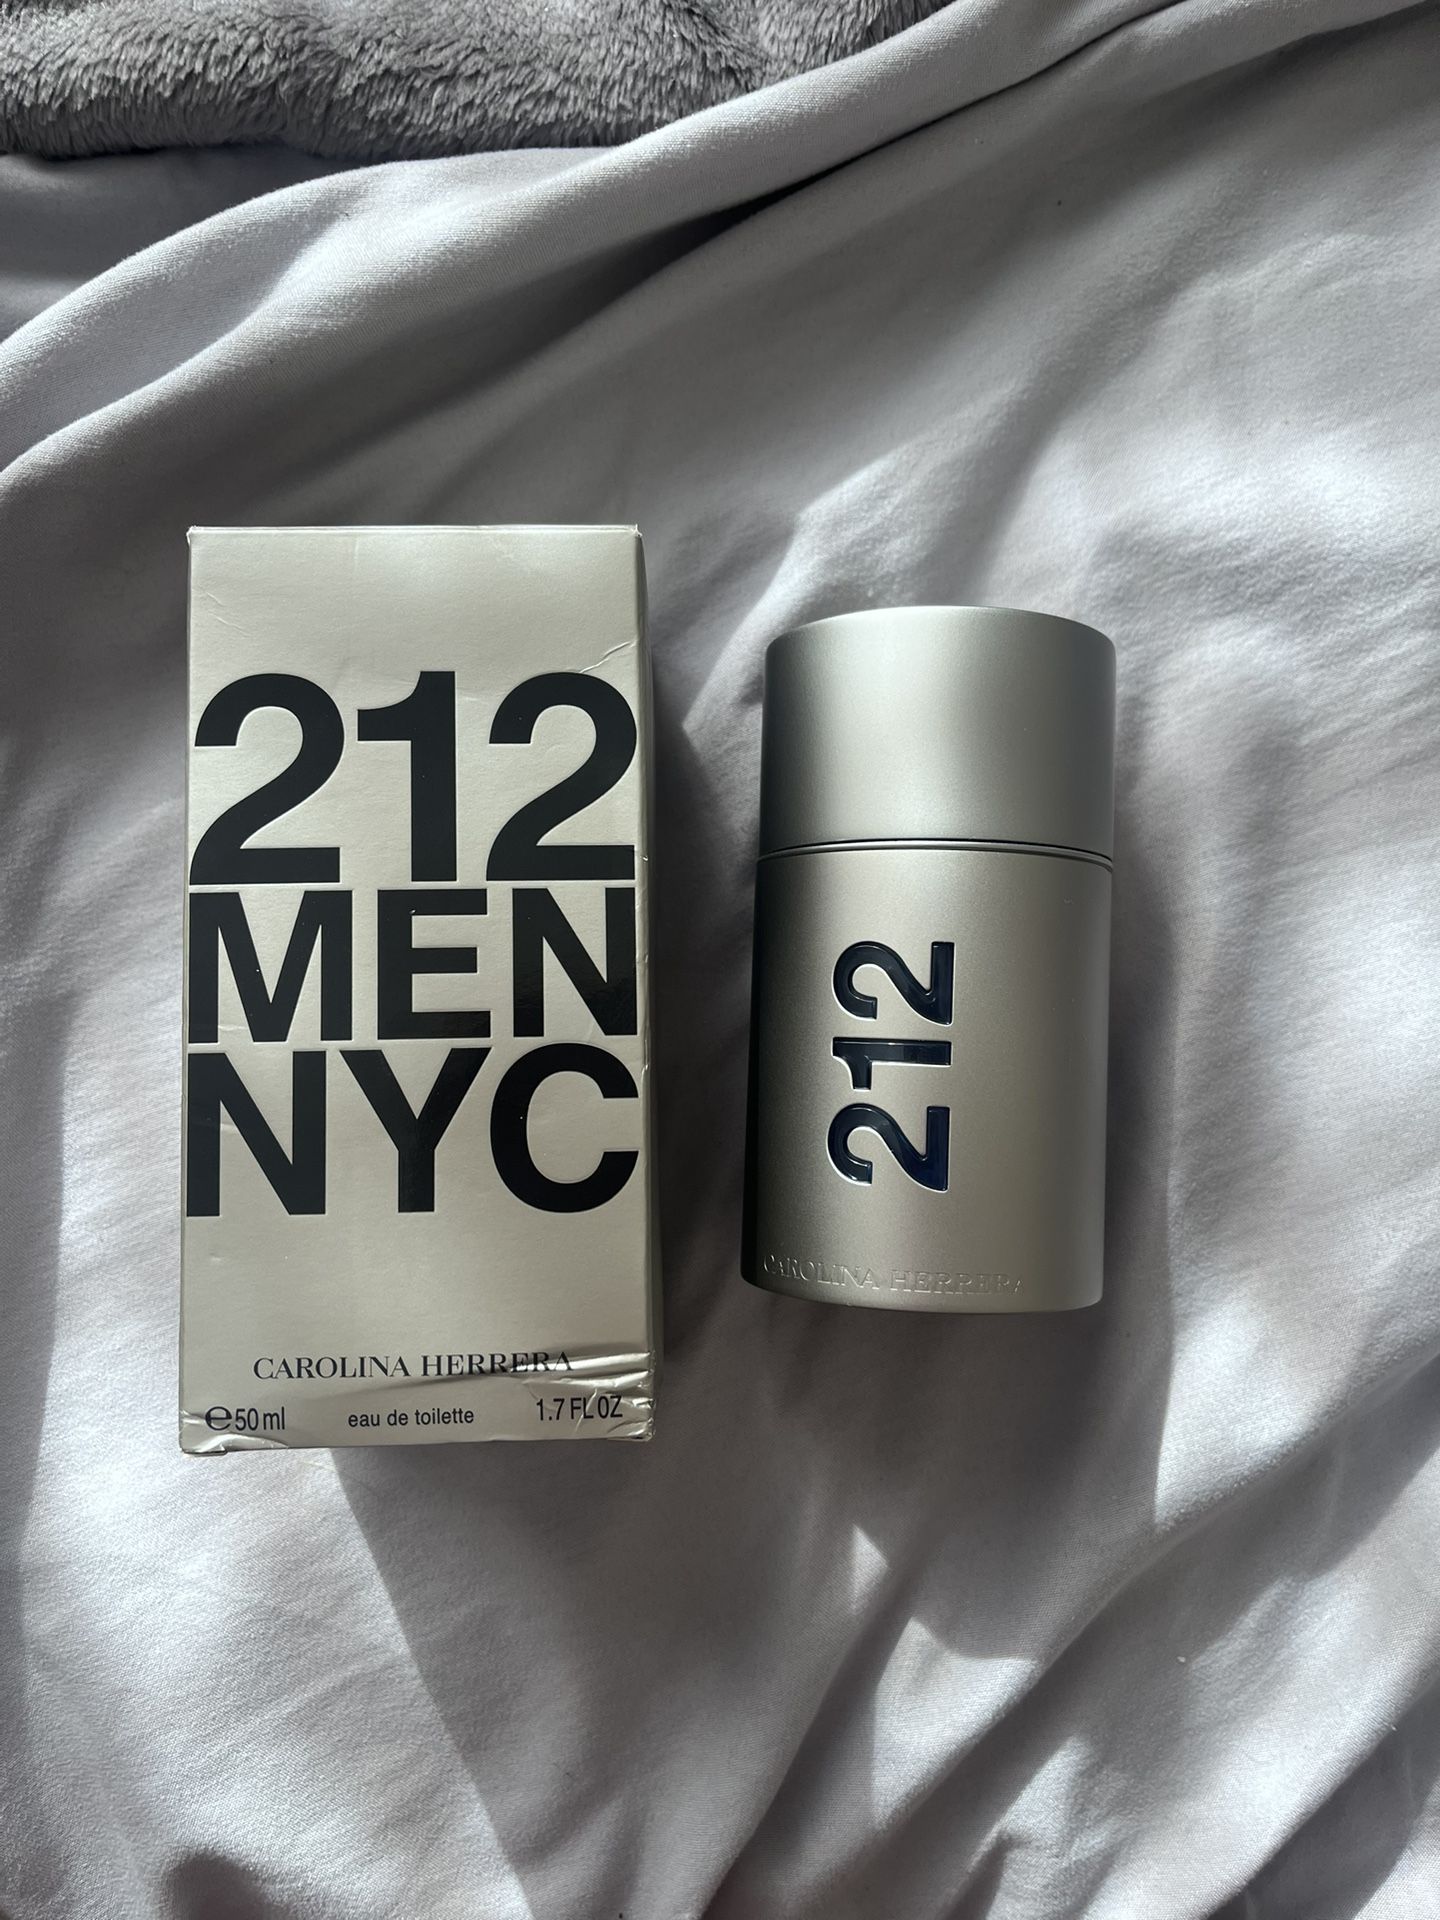 212
MEN
NYC
CAROLINA HERRERA
℮50ml eau de toilette 1.7 FL OZ
212
CAROLINA HERRERA